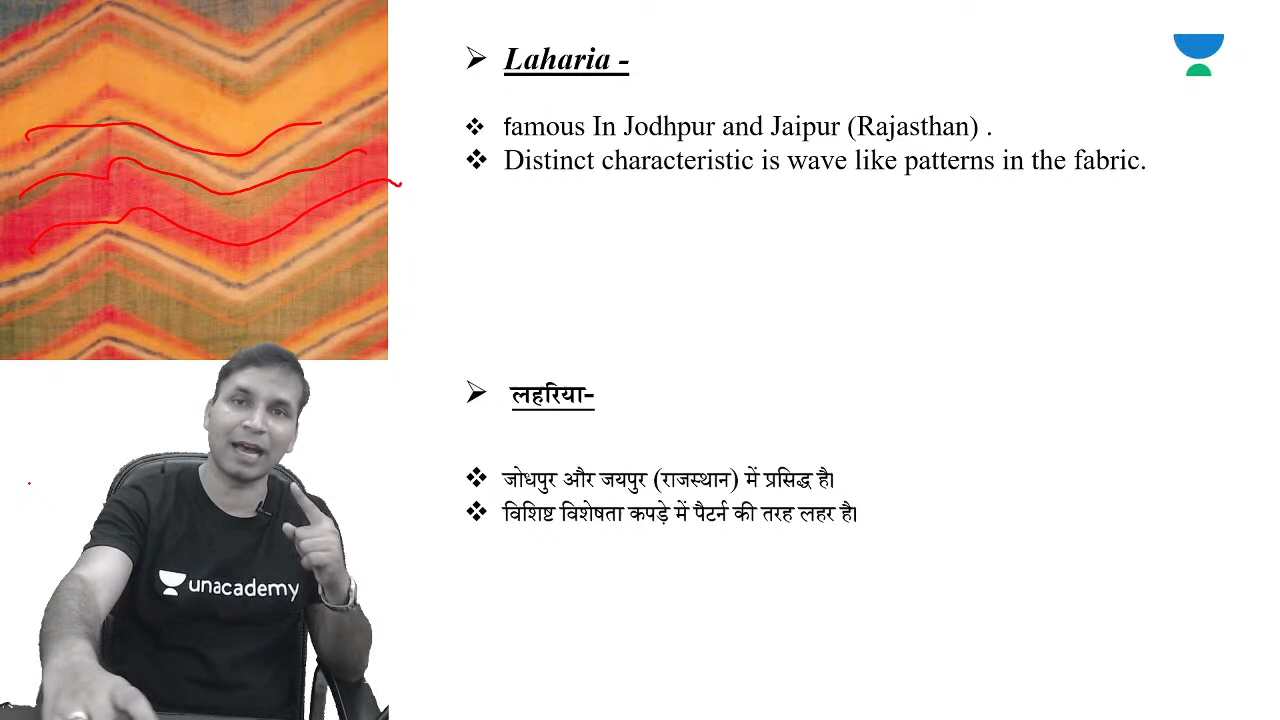 Laharia -
famous In Jodhpur and Jaipur (Rajasthan) .
Distinct characteristic is wave like patterns in the fabric.
लहरिया-
जोधपुर और जयपुर (राजस्थान) में प्रसिद्ध है।
विशिष्ट विशेषता कपड़े में पैटर्न की तरह लहर है।
unacademy